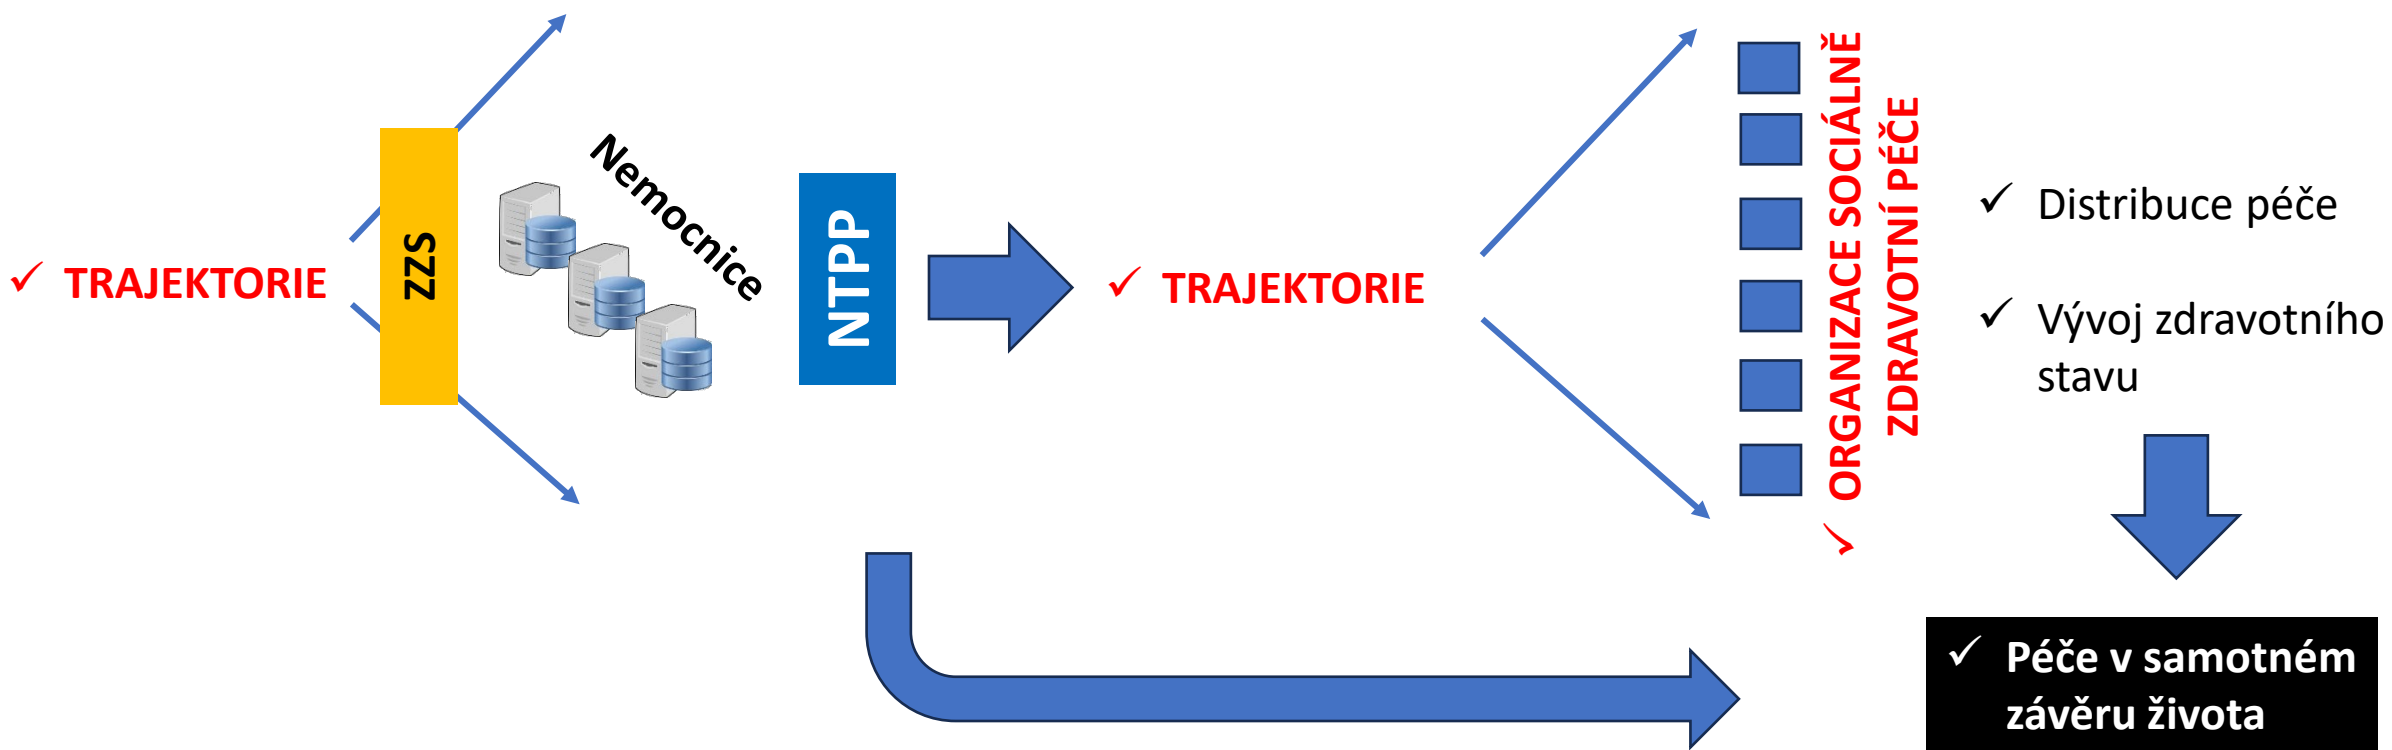 ✓ TRAJEKTORIE
ZZS
Nemocnice
NTPP
✓ TRAJEKTORIE
✓ ORGANIZACE SOCIÁLNĚ
ZDRAVOTNÍ PÉČE
✓ Distribuce péče
✓ Vývoj zdravotního
stavu
✓ Péče v samotném
závěru života